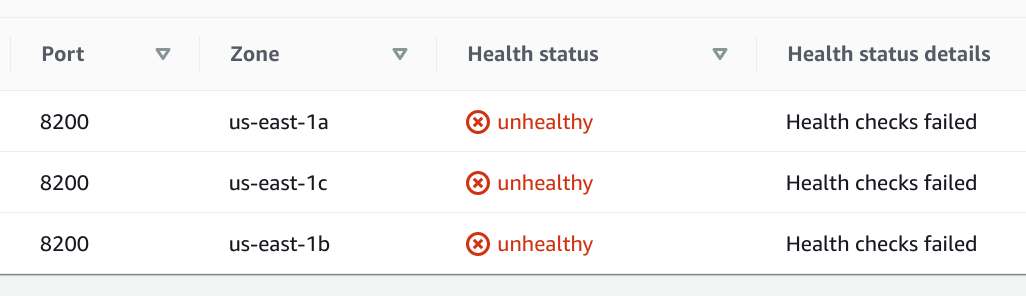 Port Zone Health status Health status details
8200 us-east-1a unhealthy Health checks failed
8200 us-east-1c unhealthy Health checks failed
8200 us-east-1b unhealthy Health checks failed